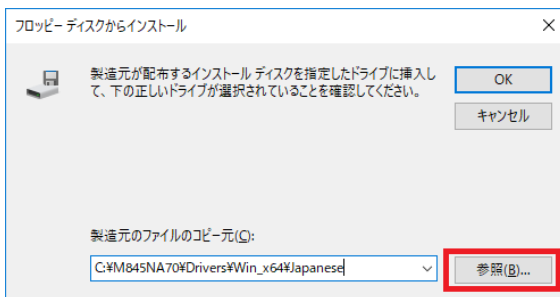 フロッピー ディスクからインストール
製造元が配布するインストール ディスクを指定したドライブに挿入し
て、下の正しいドライブが選択されていることを確認してください。
OK
キャンセル
製造元のファイルのコピー元(C):
C:¥M845NA70¥Drivers¥Win_x64¥Japanese
参照(B)...